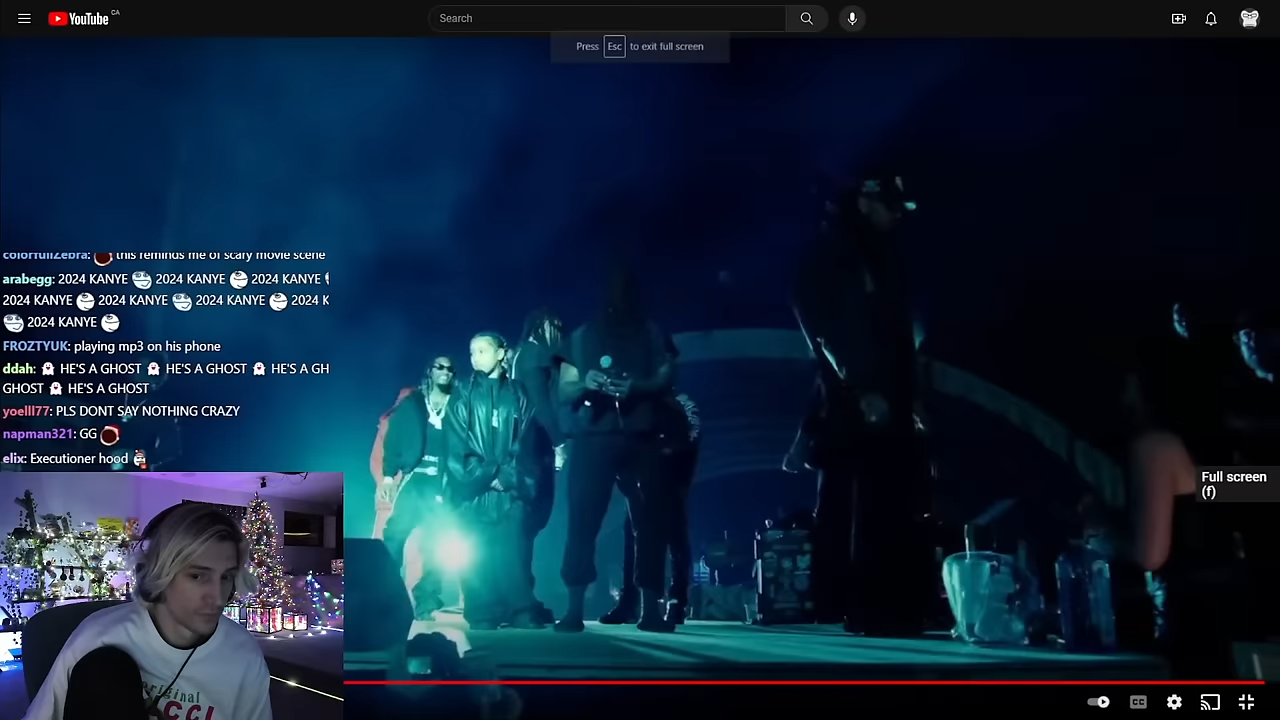 YouTube CA
Search
Press Esc to exit full screen
colorfullZebra: this reminds me of scary movie scene
arabegg: 2024 KANYE 2024 KANYE 2024 KANYE
2024 KANYE 2024 KANYE 2024 KANYE 2024 K
2024 KANYE
FROZTYUK: playing mp3 on his phone
ddah: HE'S A GHOST HE'S A GHOST HE'S A GH
GHOST HE'S A GHOST
yoelll77: PLS DONT SAY NOTHING CRAZY
napman321: GG
elix: Executioner hood
Full screen
(f)
CC
original